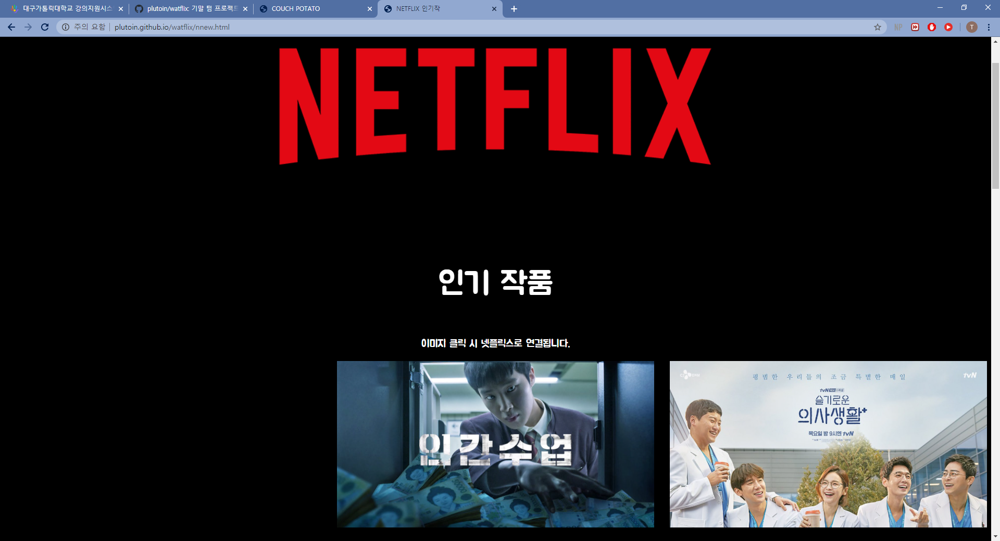 대구가톨릭대학교 강의지원시스
plutoin/watflix: 기말 텀 프로젝트
COUCH POTATO
NETFLIX 인기작
주의 요함
plutoin.github.io/watflix/nnew.html
NP
T
NETFLIX
인기 작품
이미지 클릭 시 넷플릭스로 연결됩니다.
인간수업
평범한 우리들의 조금 특별한 매일
tvN
tvN
슬기로운
의사생활+
목요일 밤 9시엔 tvN